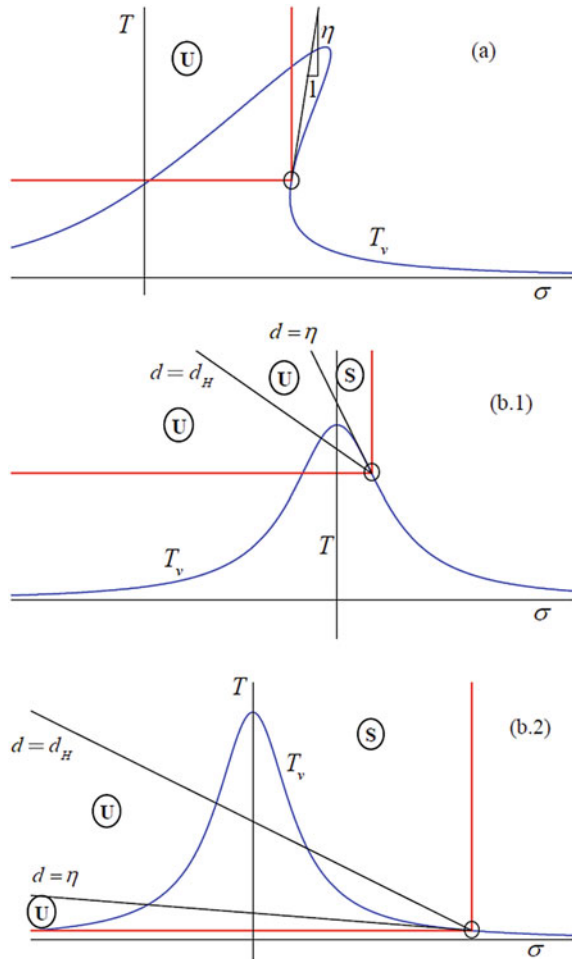 T
η
(a)
U
1
T_v
σ
d = η
d = d_H
U
S
U
(b.1)
T_v
T
σ
T
(b.2)
S
d = d_H
T_v
U
d = η
U
σ